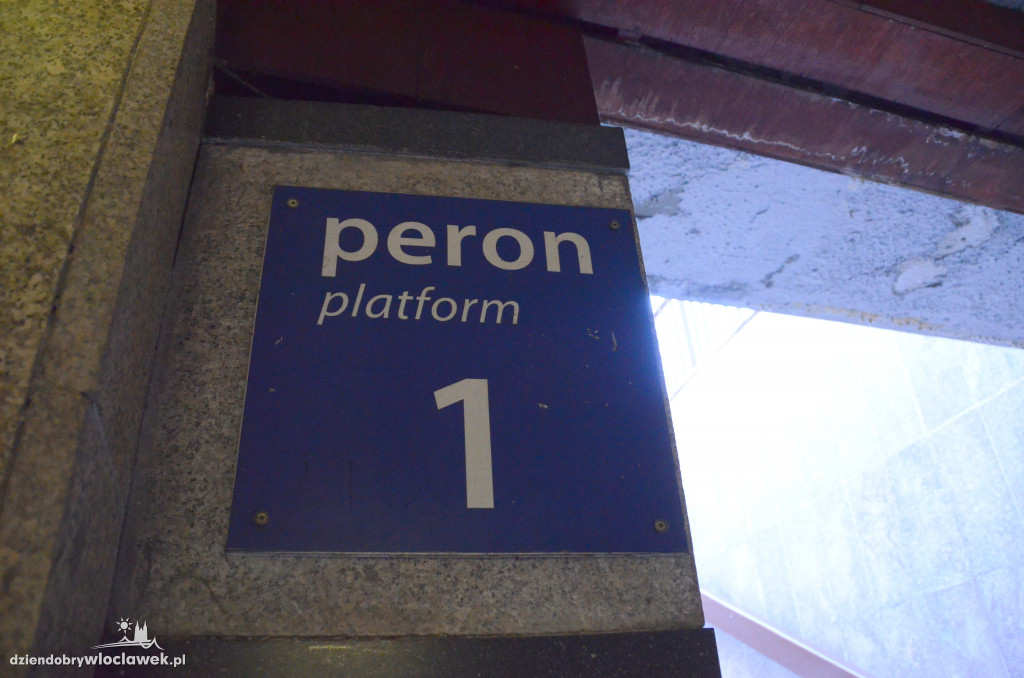 peron
platform
1
dziendobrywloclawek.pl